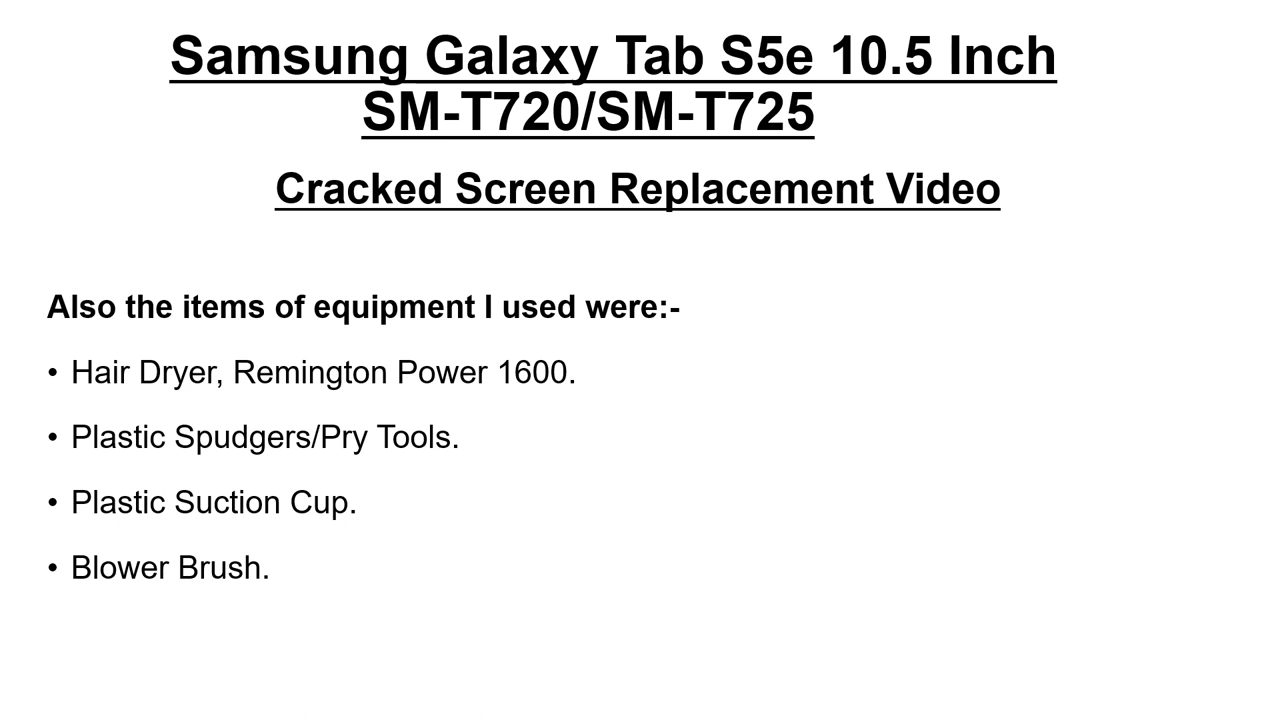 Samsung Galaxy Tab S5e 10.5 Inch
SM-T720/SM-T725
Cracked Screen Replacement Video
Also the items of equipment I used were:-
• Hair Dryer, Remington Power 1600.
• Plastic Spudgers/Pry Tools.
• Plastic Suction Cup.
• Blower Brush.